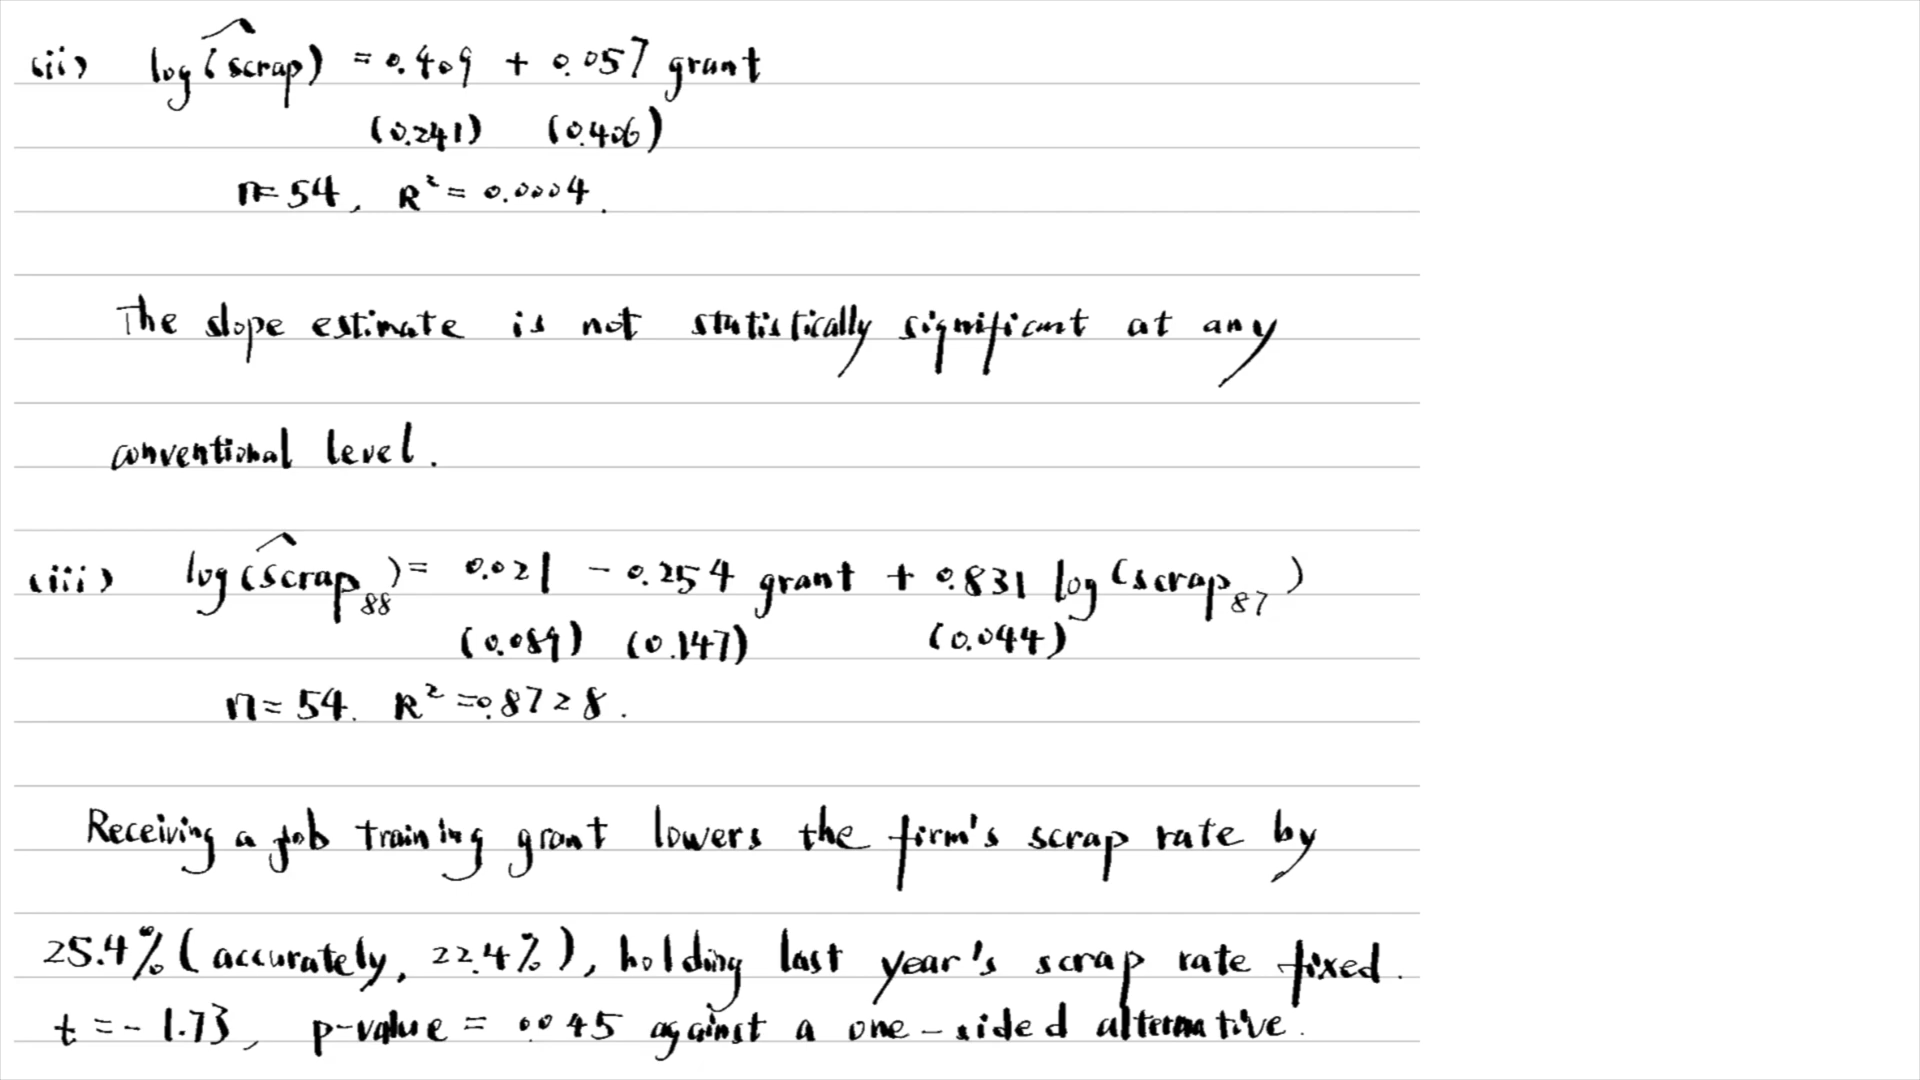 (ii) log(scrap)^ = 0.409 + 0.057 grant
(0.241) (0.406)
n=54, R² = 0.0004.
The slope estimate is not statistically significant at any
conventional level.
(iii) log(scrap₈₈)^ = 0.021 - 0.254 grant + 0.831 log(scrap₈₇)
(0.089) (0.147) (0.044)
n=54. R²=0.8728.
Receiving a job training grant lowers the firm's scrap rate by
25.4% (accurately, 22.4%), holding last year's scrap rate fixed.
t=-1.73, p-value = 0.045 against a one-sided alternative.